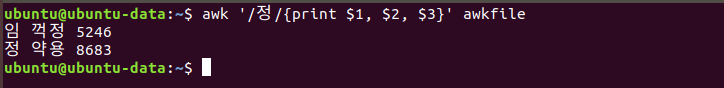 ubuntu@ubuntu-data:~$ awk '/정/{print $1, $2, $3}' awkfile
임 꺽정 5246
정 약용 8683
ubuntu@ubuntu-data:~$